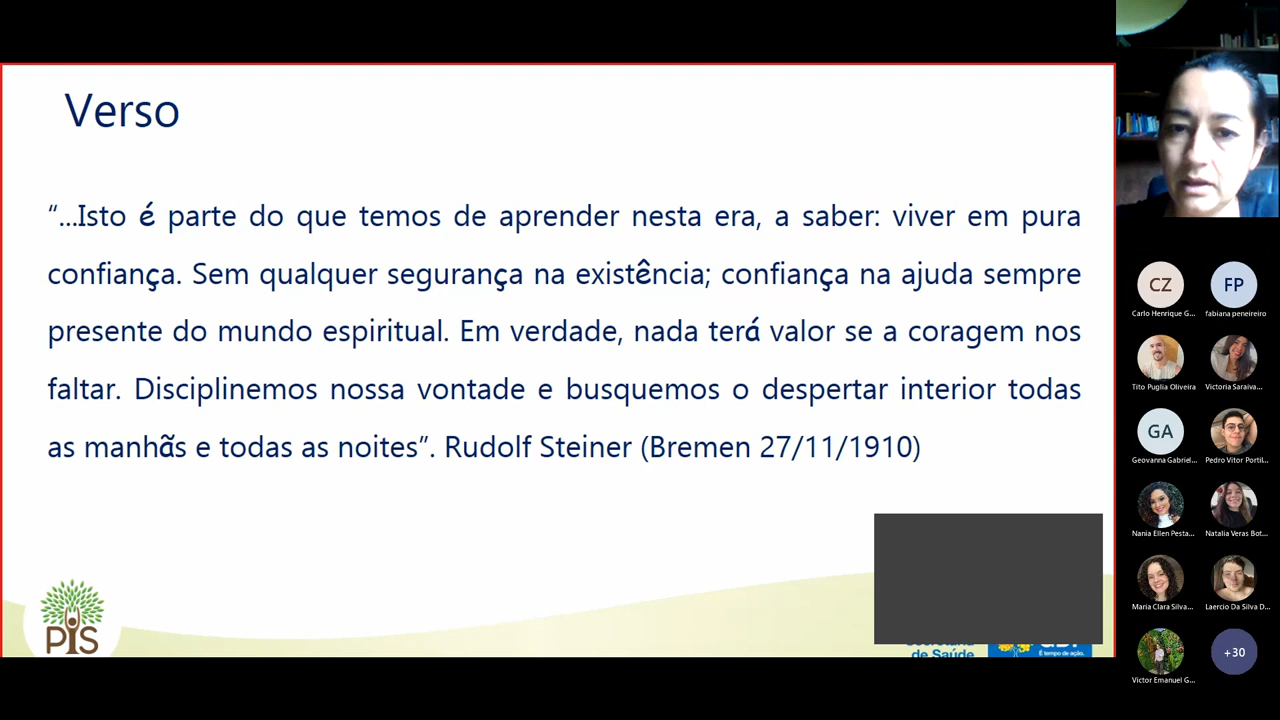 Verso
“...Isto é parte do que temos de aprender nesta era, a saber: viver em pura
confiança. Sem qualquer segurança na existência; confiança na ajuda sempre
presente do mundo espiritual. Em verdade, nada terá valor se a coragem nos
faltar. Disciplinemos nossa vontade e busquemos o despertar interior todas
as manhãs e todas as noites”. Rudolf Steiner (Bremen 27/11/1910)
PIS
de Saúde
É tempo de ação.
CZ
FP
Carlo Henrique G...
fabiana peneireiro
Tito Puglia Oliveira
Victoria Saraiva...
GA
Geovanna Gabriel...
Pedro Vitor Portil...
Nania Ellen Pesta...
Natalia Veras Bot...
Maria Clara Silva...
Laercio Da Silva D...
Victor Emanuel G...
+30